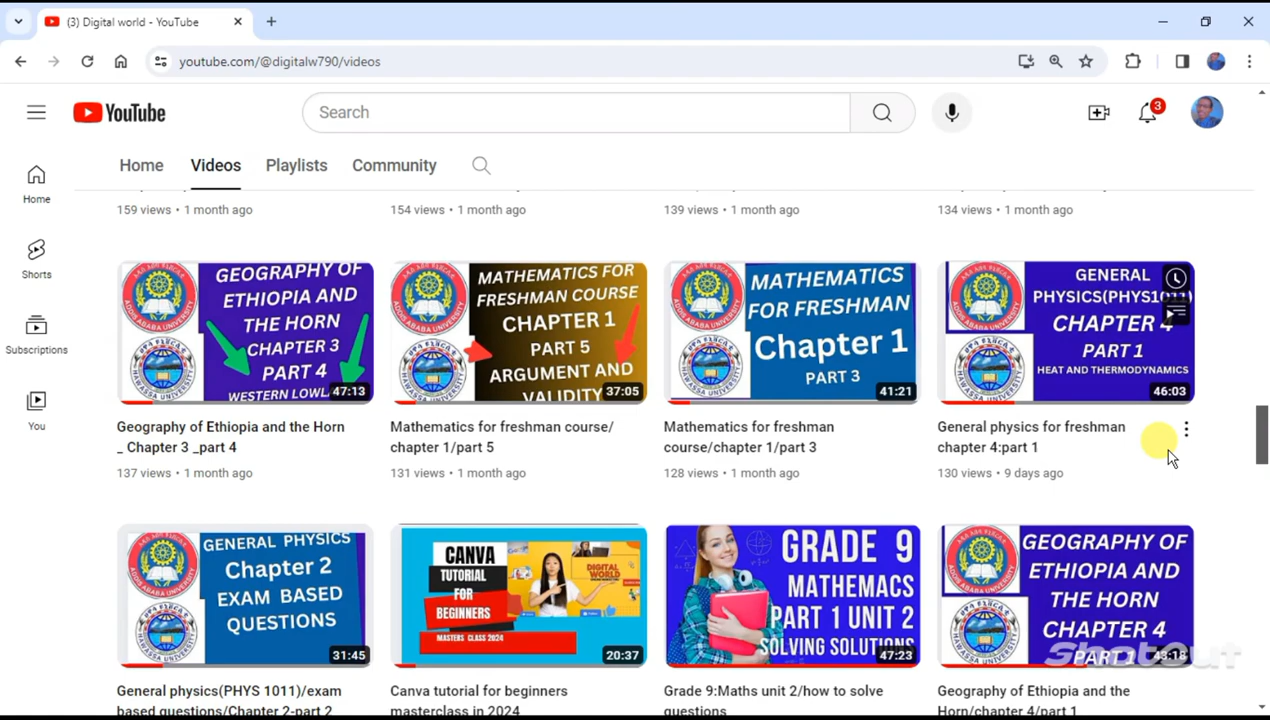 (3) Digital world - YouTube
youtube.com/@digitalw790/videos
YouTube
Search
3
Home
Videos
Playlists
Community
Home
Shorts
Subscriptions
You
159 views • 1 month ago
154 views • 1 month ago
139 views • 1 month ago
134 views • 1 month ago
GEOGRAPHY OF
ETHIOPIA AND
THE HORN
CHAPTER 3
PART 4
WESTERN
47:13
Geography of Ethiopia and the Horn
_ Chapter 3 _part 4
137 views • 1 month ago
MATHEMATICS FOR
FRESHMAN COURSE
CHAPTER 1
PART 5
ARGUMENT AND
VALIDITY
37:05
Mathematics for freshman course/
chapter 1/part 5
131 views • 1 month ago
MATHEMATICS
FOR FRESHMAN
Chapter 1
PART 3
41:21
Mathematics for freshman
course/chapter 1/part 3
128 views • 1 month ago
GENERAL
PHYSICS(PHYS1011)
CHAPTER 4
PART 1
HEAT AND THERMODYNAMICS
46:03
General physics for freshman
chapter 4:part 1
130 views • 9 days ago
GENERAL PHYSICS
Chapter 2
EXAM BASED
QUESTIONS
31:45
General physics(PHYS 1011)/exam
based questions/Chapter 2-part 2
CANVA
TUTORIAL
FOR
BEGINNERS
MASTERS CLASS 2024
DIGITAL
WORLD
20:37
Canva tutorial for beginners
masterclass in 2024
GRADE 9
MATHEMACS
PART 1 UNIT 2
SOLVING SOLUTIONS
47:23
Grade 9:Maths unit 2/how to solve
questions
GEOGRAPHY OF
ETHIOPIA AND
THE HORN
CHAPTER 4
PART 1
43:18
Geography of Ethiopia and the
Horn/chapter 4/part 1
ShotCut